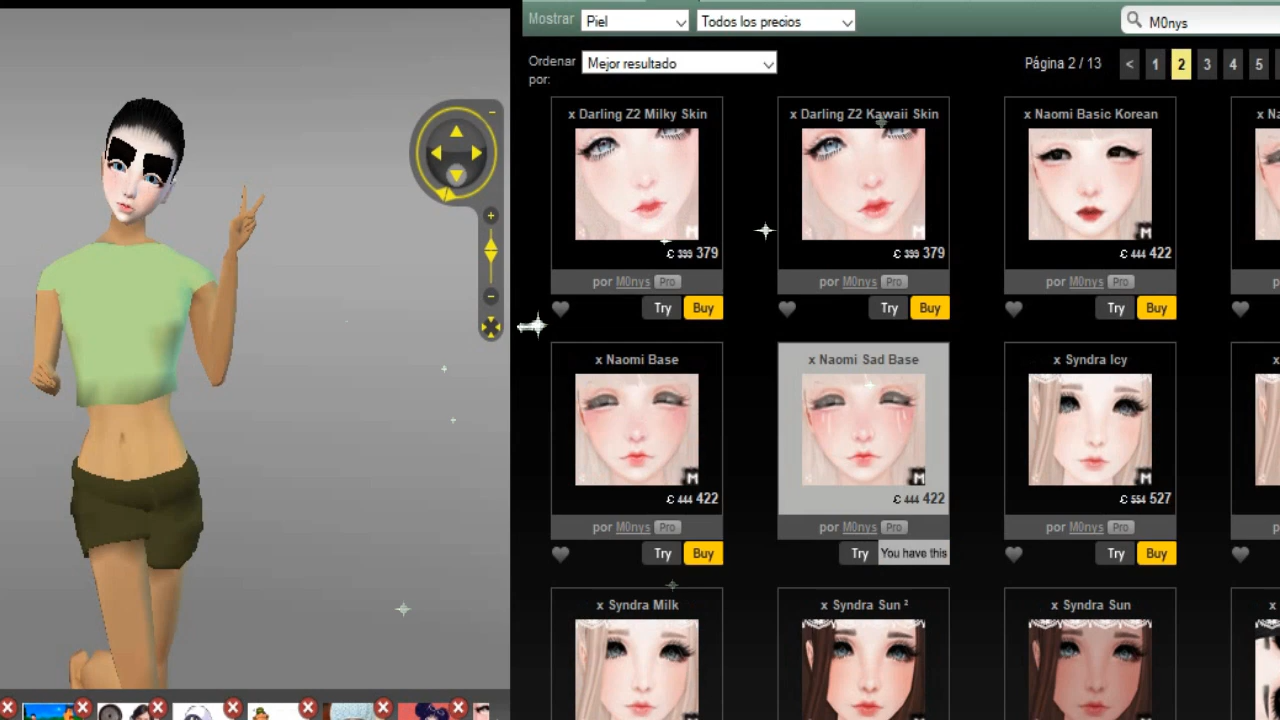 Mostrar Piel Todos los precios M0nys
Ordenar por: Mejor resultado Página 2 / 13 < 1 2 3 4 5
x Darling Z2 Milky Skin
M
399 379
por M0nys Pro
Try Buy
x Darling Z2 Kawaii Skin
M
399 379
por M0nys Pro
Try Buy
x Naomi Basic Korean
M
444 422
por M0nys Pro
Try Buy
x Naomi Base
M
444 422
por M0nys Pro
Try Buy
x Naomi Sad Base
M
444 422
por M0nys Pro
Try You have this
x Syndra Icy
M
554 527
por M0nys Pro
Try Buy
x Syndra Milk
x Syndra Sun ²
x Syndra Sun